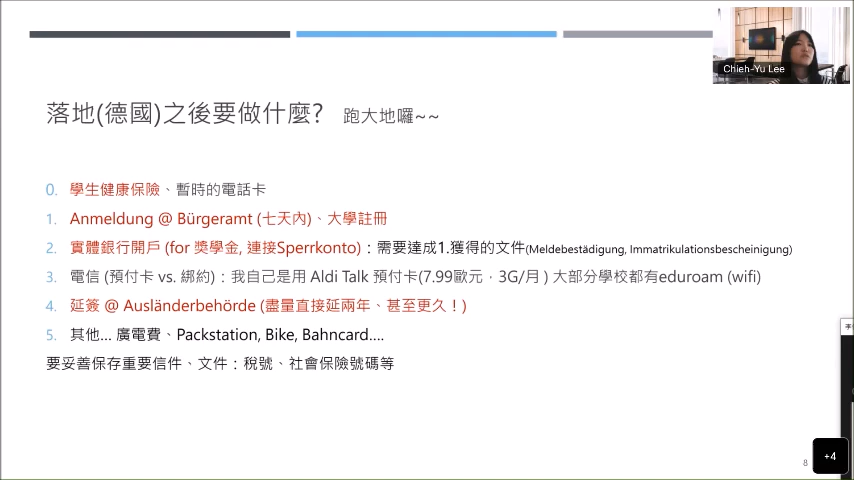 Chieh-Yu Lee
落地(德國)之後要做什麼? 跑大地囉~~
0. 學生健康保險、暫時的電話卡
1. Anmeldung @ Bürgeramt (七天內)、大學註冊
2. 實體銀行開戶 (for 獎學金, 連接Sperrkonto)：需要達成1.獲得的文件(Meldebestädigung, Immatrikulationsbescheinigung)
3. 電信 (預付卡 vs. 綁約)：我自己是用 Aldi Talk 預付卡(7.99歐元，3G/月 ) 大部分學校都有eduroam (wifi)
4. 延簽 @ Ausländerbehörde (盡量直接延兩年、甚至更久！)
5. 其他... 廣電費、Packstation, Bike, Bahncard....
要妥善保存重要信件、文件：稅號、社會保險號碼等
8
+4